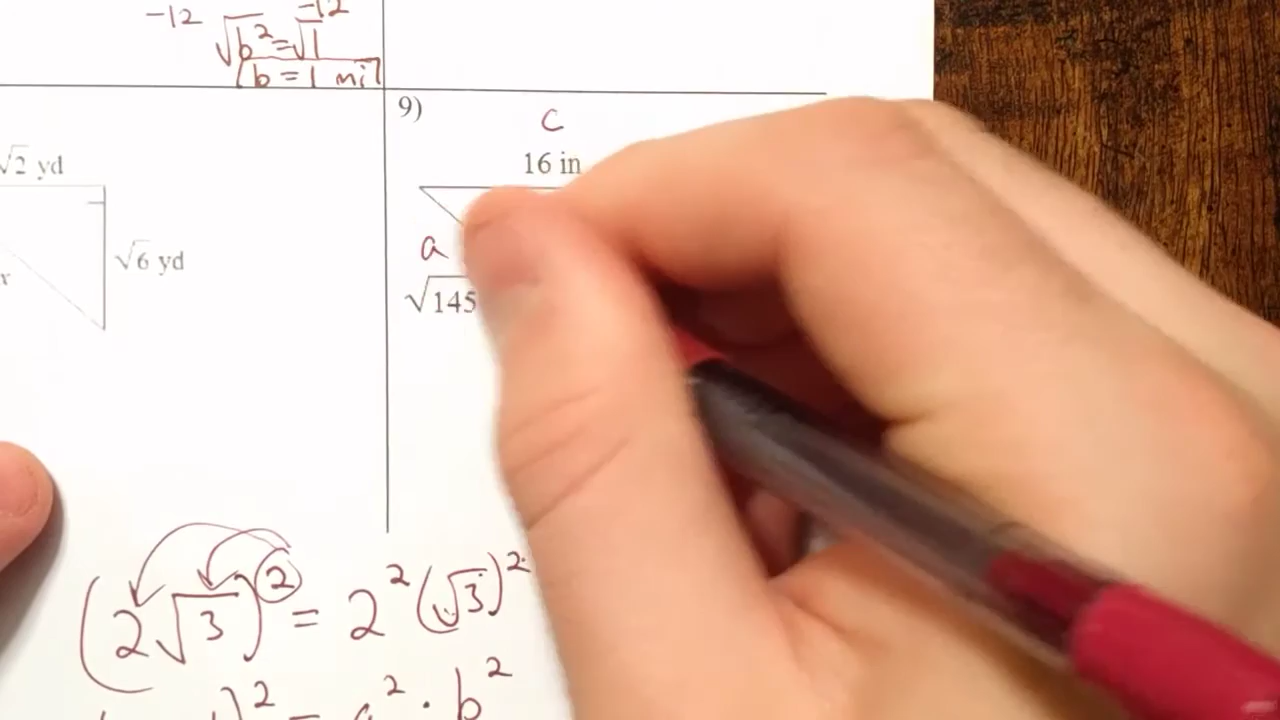 -12 -12
√b² = √1
b = 1 mi
√2 yd
√6 yd
9)
c
16 in
a
√145
(2√3)² = 2²(√3)²
)² = a² · b²